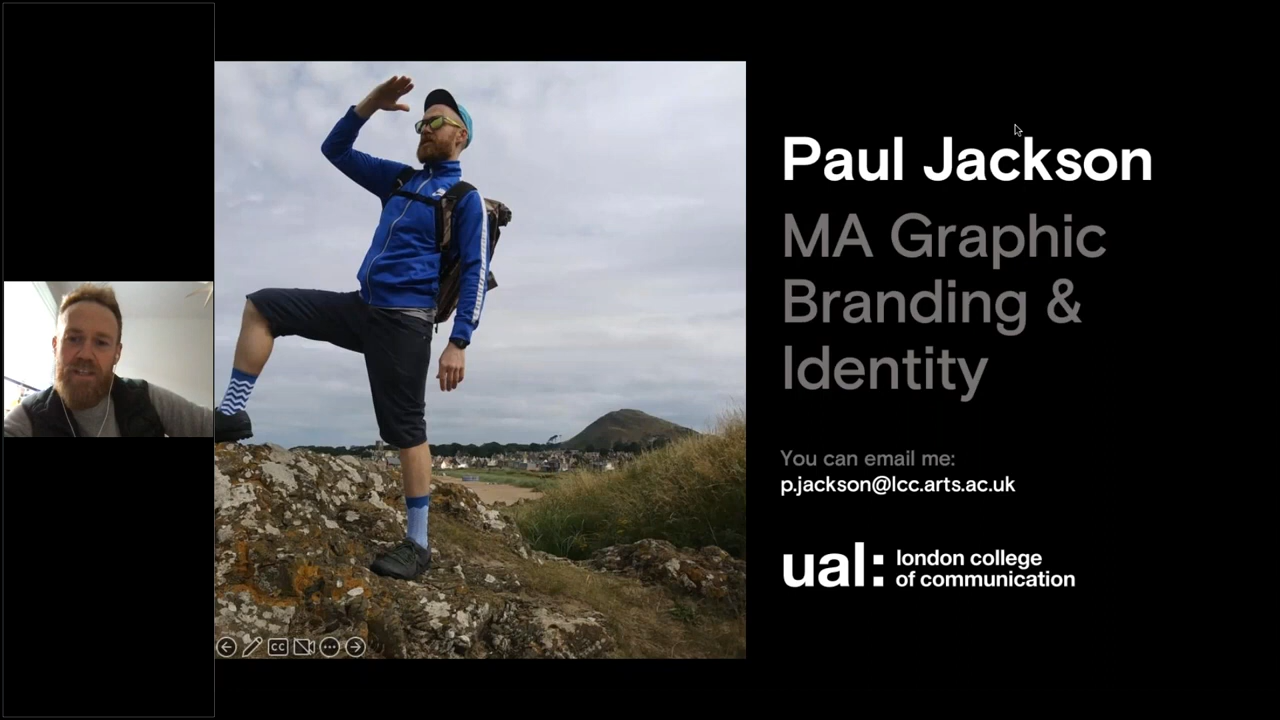 Paul Jackson
MA Graphic
Branding &
Identity
You can email me:
p.jackson@lcc.arts.ac.uk
ual: london college
of communication
CC